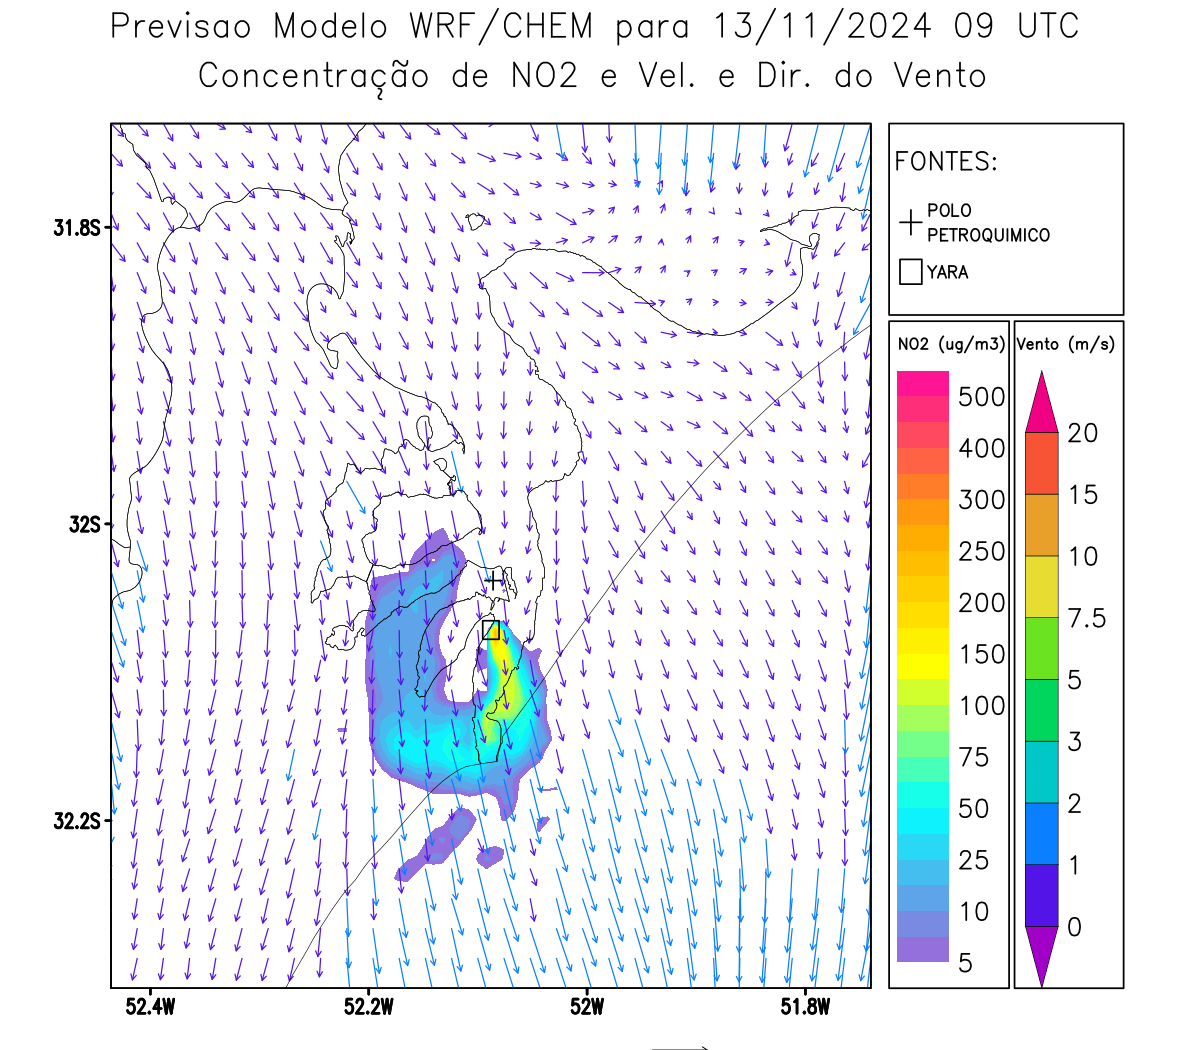 Previsao Modelo WRF/CHEM para 13/11/2024 09 UTC
Concentração de NO2 e Vel. e Dir. do Vento
FONTES:
POLO
PETROQUIMICO
YARA
NO2 (ug/m3)
500
400
300
250
200
150
100
75
50
25
10
5
Vento (m/s)
20
15
10
7.5
5
3
2
1
0
31.8S
32S
32.2S
52.4W
52.2W
52W
51.8W